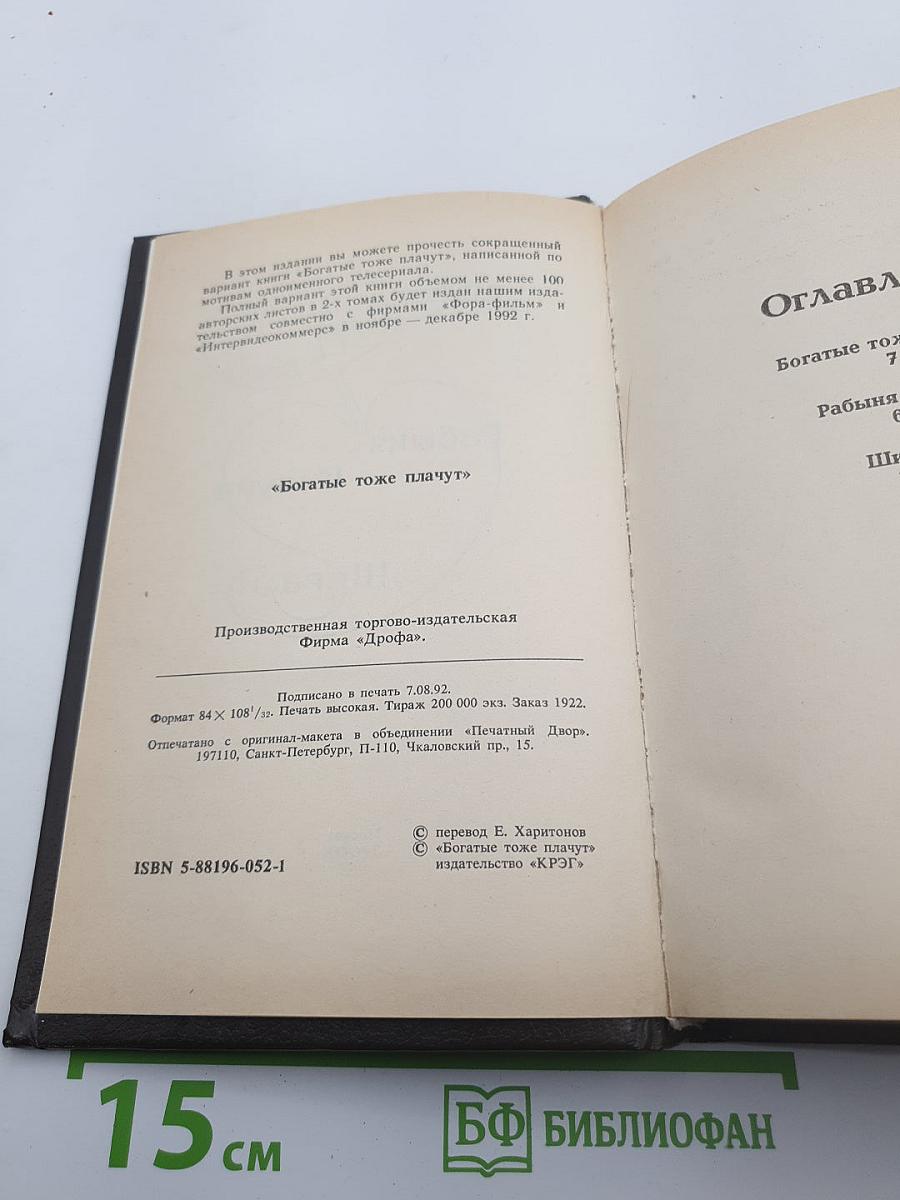 В этом издании вы можете прочесть сокращенный
вариант книги «Богатые тоже плачут», написанной по
мотивам одноименного телесериала.
Полный вариант этой книги объемом не менее 100
авторских листов в 2-х томах будет издан нашим изда-
тельством совместно с фирмами «Фора-фильм» и
«Интервидеокоммерс» в ноябре — декабре 1992 г.
«Богатые тоже плачут»
Производственная торгово-издательская
Фирма «Дрофа».
Подписано в печать 7.08.92.
Формат 84×108¹/₃₂. Печать высокая. Тираж 200 000 экз. Заказ 1922.
Отпечатано с оригинал-макета в объединении «Печатный Двор».
197110, Санкт-Петербург, П-110, Чкаловский пр., 15.
© перевод Е. Харитонов
© «Богатые тоже плачут»
издательство «КРЭГ»
ISBN 5-88196-052-1
Оглавл
Богатые тож
7
Рабыня
6
Ши
15 см
БФ БИБЛИОФАН